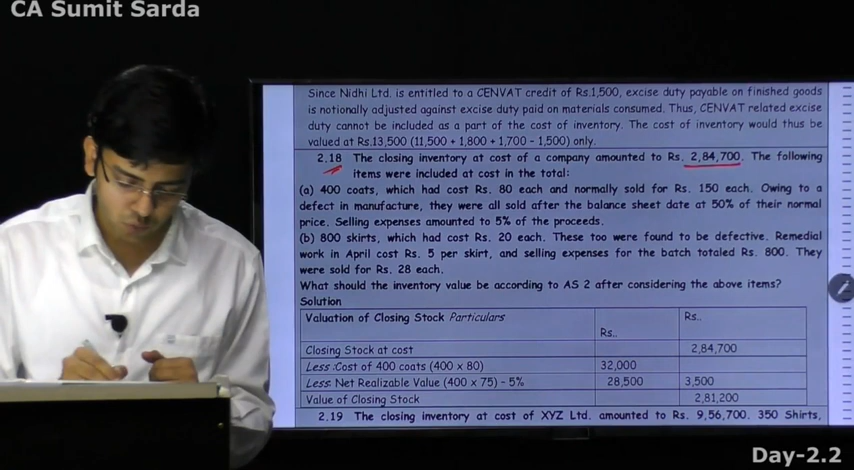 CA Sumit Sarda
Since Nidhi Ltd. is entitled to a CENVAT credit of Rs.1,500, excise duty payable on finished goods
is notionally adjusted against excise duty paid on materials consumed. Thus, CENVAT related excise
duty cannot be included as a part of the cost of inventory. The cost of inventory would thus be
valued at Rs.13,500 (11,500 + 1,800 + 1,700 - 1,500) only.
2.18 The closing inventory at cost of a company amounted to Rs. 2,84,700. The following
items were included at cost in the total:
(a) 400 coats, which had cost Rs. 80 each and normally sold for Rs. 150 each. Owing to a
defect in manufacture, they were all sold after the balance sheet date at 50% of their normal
price. Selling expenses amounted to 5% of the proceeds.
(b) 800 skirts, which had cost Rs. 20 each. These too were found to be defective. Remedial
work in April cost Rs. 5 per skirt, and selling expenses for the batch totaled Rs. 800. They
were sold for Rs. 28 each.
What should the inventory value be according to AS 2 after considering the above items?
Solution
Valuation of Closing Stock Particulars Rs.. Rs..
Closing Stock at cost 2,84,700
Less :Cost of 400 coats (400 x 80) 32,000
Less: Net Realizable Value (400 x 75) - 5% 28,500 3,500
Value of Closing Stock 2,81,200
2.19 The closing inventory at cost of XYZ Ltd. amounted to Rs. 9,56,700. 350 Shirts,
Day-2.2